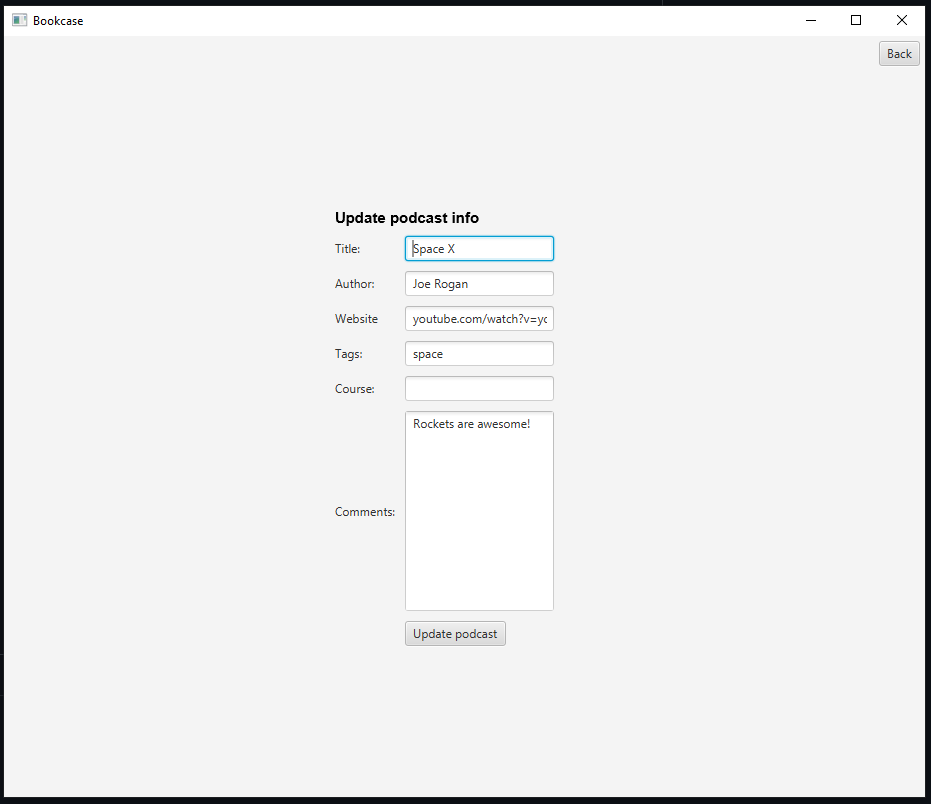 Bookcase
Back
Update podcast info
Title: Space X
Author: Joe Rogan
Website youtube.com/watch?v=yc
Tags: space
Course:
Rockets are awesome!
Comments:
Update podcast